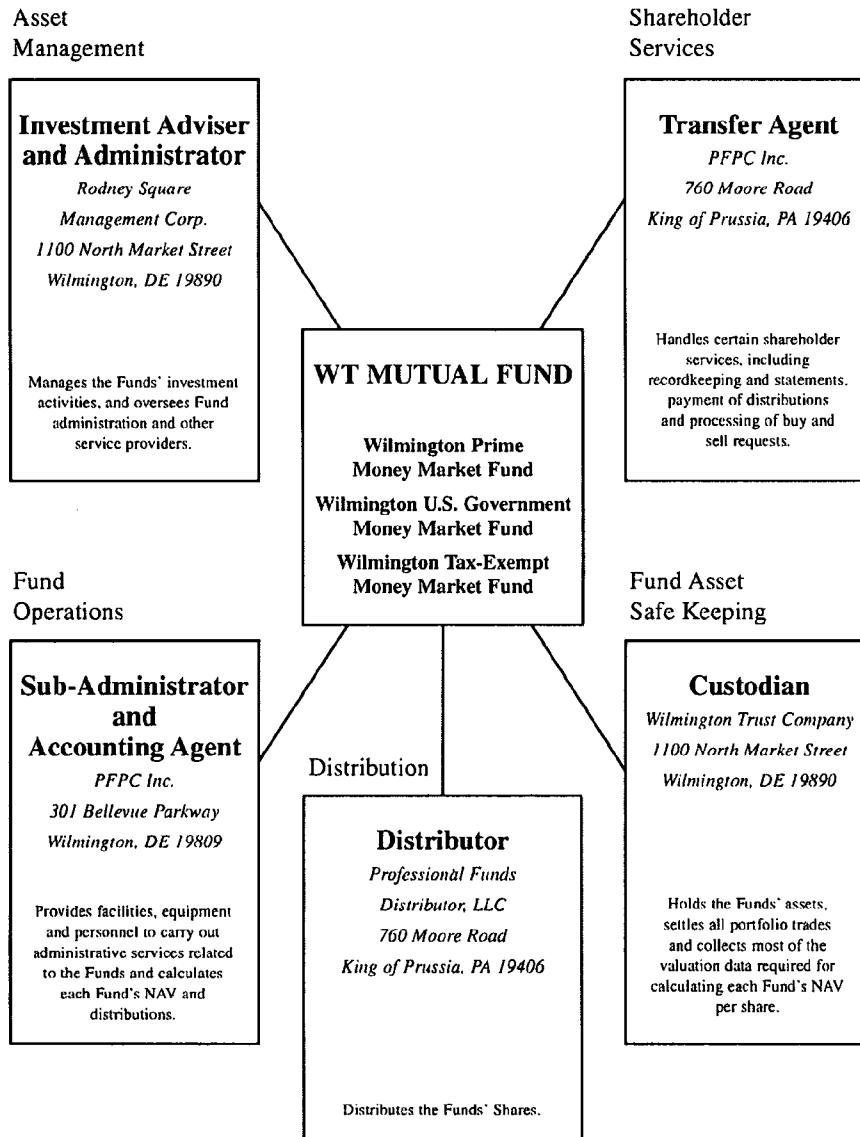 Asset
Management
Investment Adviser
and Administrator
Rodney Square
Management Corp.
1100 North Market Street
Wilmington, DE 19890
Manages the Funds' investment
activities, and oversees Fund
administration and other
service providers.
Shareholder
Services
Transfer Agent
PFPC Inc.
760 Moore Road
King of Prussia, PA 19406
Handles certain shareholder
services, including
recordkeeping and statements,
payment of distributions
and processing of buy and
sell requests.
WT MUTUAL FUND
Wilmington Prime
Money Market Fund
Wilmington U.S. Government
Money Market Fund
Wilmington Tax-Exempt
Money Market Fund
Fund
Operations
Sub-Administrator
and
Accounting Agent
PFPC Inc.
301 Bellevue Parkway
Wilmington, DE 19809
Provides facilities, equipment
and personnel to carry out
administrative services related
to the Funds and calculates
each Fund's NAV and
distributions.
Distribution
Distributor
Professional Funds
Distributor, LLC
760 Moore Road
King of Prussia, PA 19406
Distributes the Funds' Shares.
Fund Asset
Safe Keeping
Custodian
Wilmington Trust Company
1100 North Market Street
Wilmington, DE 19890
Holds the Funds' assets,
settles all portfolio trades
and collects most of the
valuation data required for
calculating each Fund's NAV
per share.